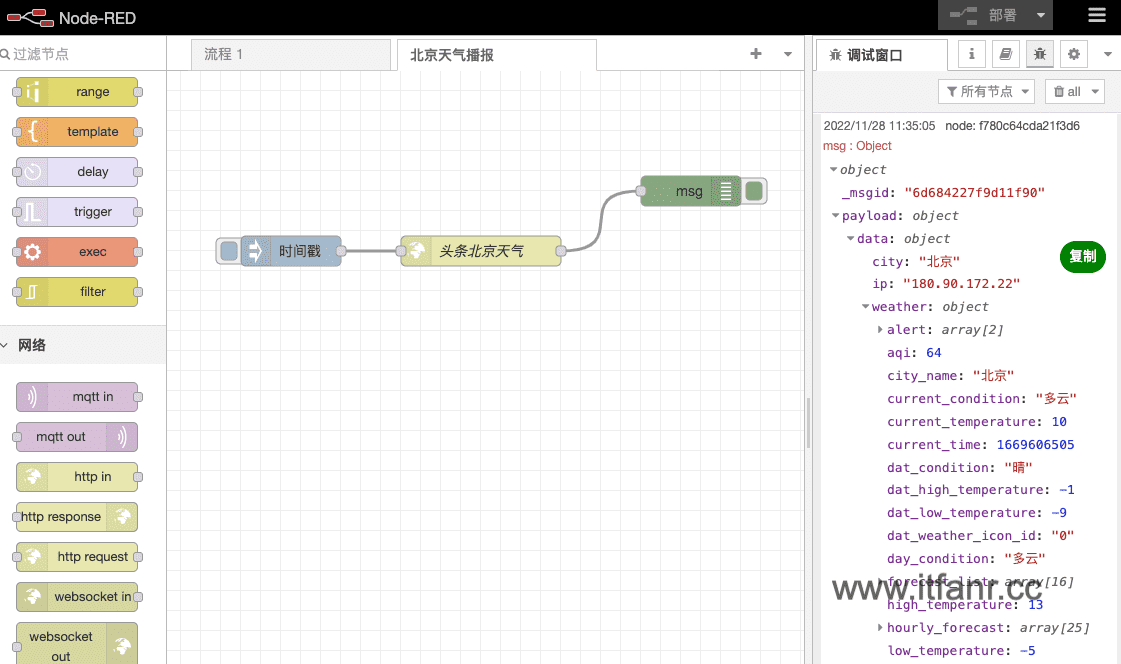 Node-RED
部署
过滤节点
流程 1
北京天气播报
调试窗口
所有节点
all
range
template
delay
trigger
exec
filter
网络
mqtt in
mqtt out
http in
http response
http request
websocket in
websocket
out
时间戳
头条北京天气
msg
2022/11/28 11:35:05 node: f780c64cda21f3d6
msg : Object
object
_msgid: "6d684227f9d11f90"
payload: object
data: object
city: "北京"
复制
ip: "180.90.172.22"
weather: object
alert: array[2]
aqi: 64
city_name: "北京"
current_condition: "多云"
current_temperature: 10
current_time: 1669606505
dat_condition: "晴"
dat_high_temperature: -1
dat_low_temperature: -9
dat_weather_icon_id: "0"
day_condition: "多云"
forecast_list: array[16]
www.itfanr.cc
high_temperature: 13
hourly_forecast: array[25]
low_temperature: -5